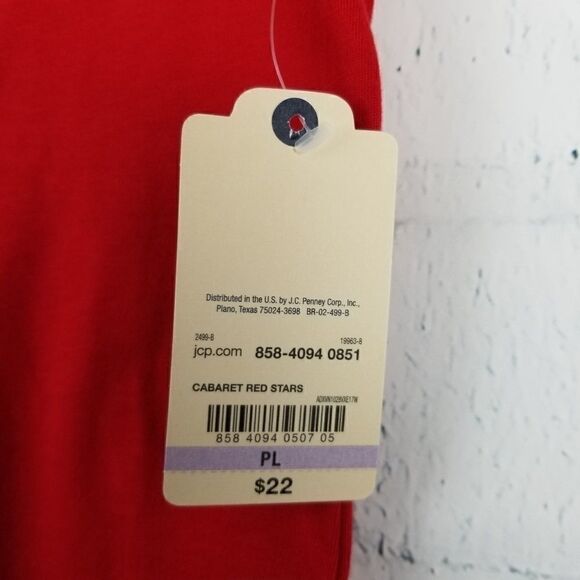 Distributed in the U.S. by J.C. Penney Corp., Inc.,
Plano, Texas 75024-3698 BR-02-499-B
2499-B 19963-8
jcp.com 858-4094 0851
CABARET RED STARS
858 4094 0507 05
PL
$22